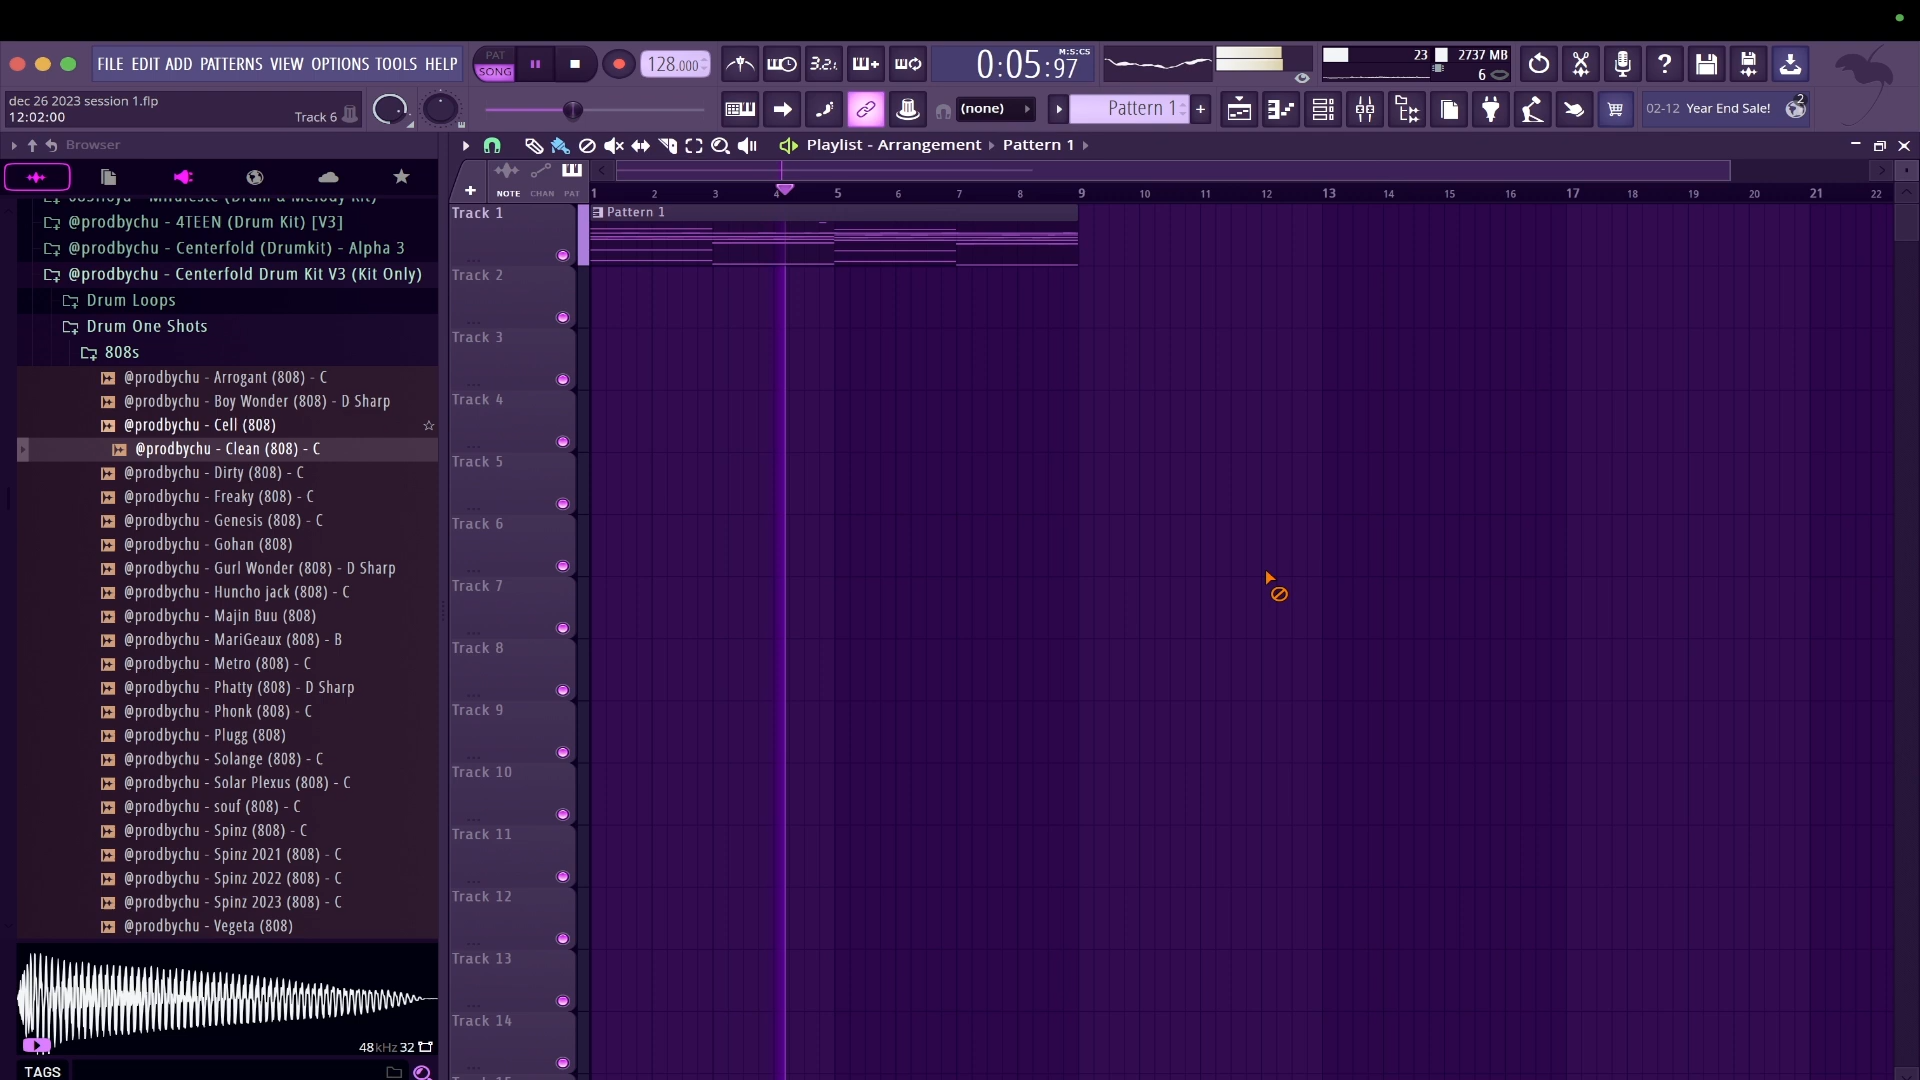 FILE EDIT ADD PATTERNS VIEW OPTIONS TOOLS HELP
PAT
SONG
128.000
3.2.
0:05:97
M:S:CS
23
2737 MB
6
dec 26 2023 session 1.flp
12:02:00
Track 6
(none)
Pattern 1
02-12 Year End Sale!
2
Browser
Playlist - Arrangement
Pattern 1
NOTE CHAN PAT
1 2 3 4 5 6 7 8 9 10 11 12 13 14 15 16 17 18 19 20 21 22
@prodbychu - 4TEEN (Drum Kit) [V3]
@prodbychu - Centerfold (Drumkit) - Alpha 3
@prodbychu - Centerfold Drum Kit V3 (Kit Only)
Drum Loops
Drum One Shots
808s
@prodbychu - Arrogant (808) - C
@prodbychu - Boy Wonder (808) - D Sharp
@prodbychu - Cell (808)
@prodbychu - Clean (808) - C
@prodbychu - Dirty (808) - C
@prodbychu - Freaky (808) - C
@prodbychu - Genesis (808) - C
@prodbychu - Gohan (808)
@prodbychu - Gurl Wonder (808) - D Sharp
@prodbychu - Huncho jack (808) - C
@prodbychu - Majin Buu (808)
@prodbychu - MariGeaux (808) - B
@prodbychu - Metro (808) - C
@prodbychu - Phatty (808) - D Sharp
@prodbychu - Phonk (808) - C
@prodbychu - Plugg (808)
@prodbychu - Solange (808) - C
@prodbychu - Solar Plexus (808) - C
@prodbychu - souf (808) - C
@prodbychu - Spinz (808) - C
@prodbychu - Spinz 2021 (808) - C
@prodbychu - Spinz 2022 (808) - C
@prodbychu - Spinz 2023 (808) - C
@prodbychu - Vegeta (808)
48kHz 32
TAGS
Track 1
Pattern 1
Track 2
Track 3
Track 4
Track 5
Track 6
Track 7
Track 8
Track 9
Track 10
Track 11
Track 12
Track 13
Track 14